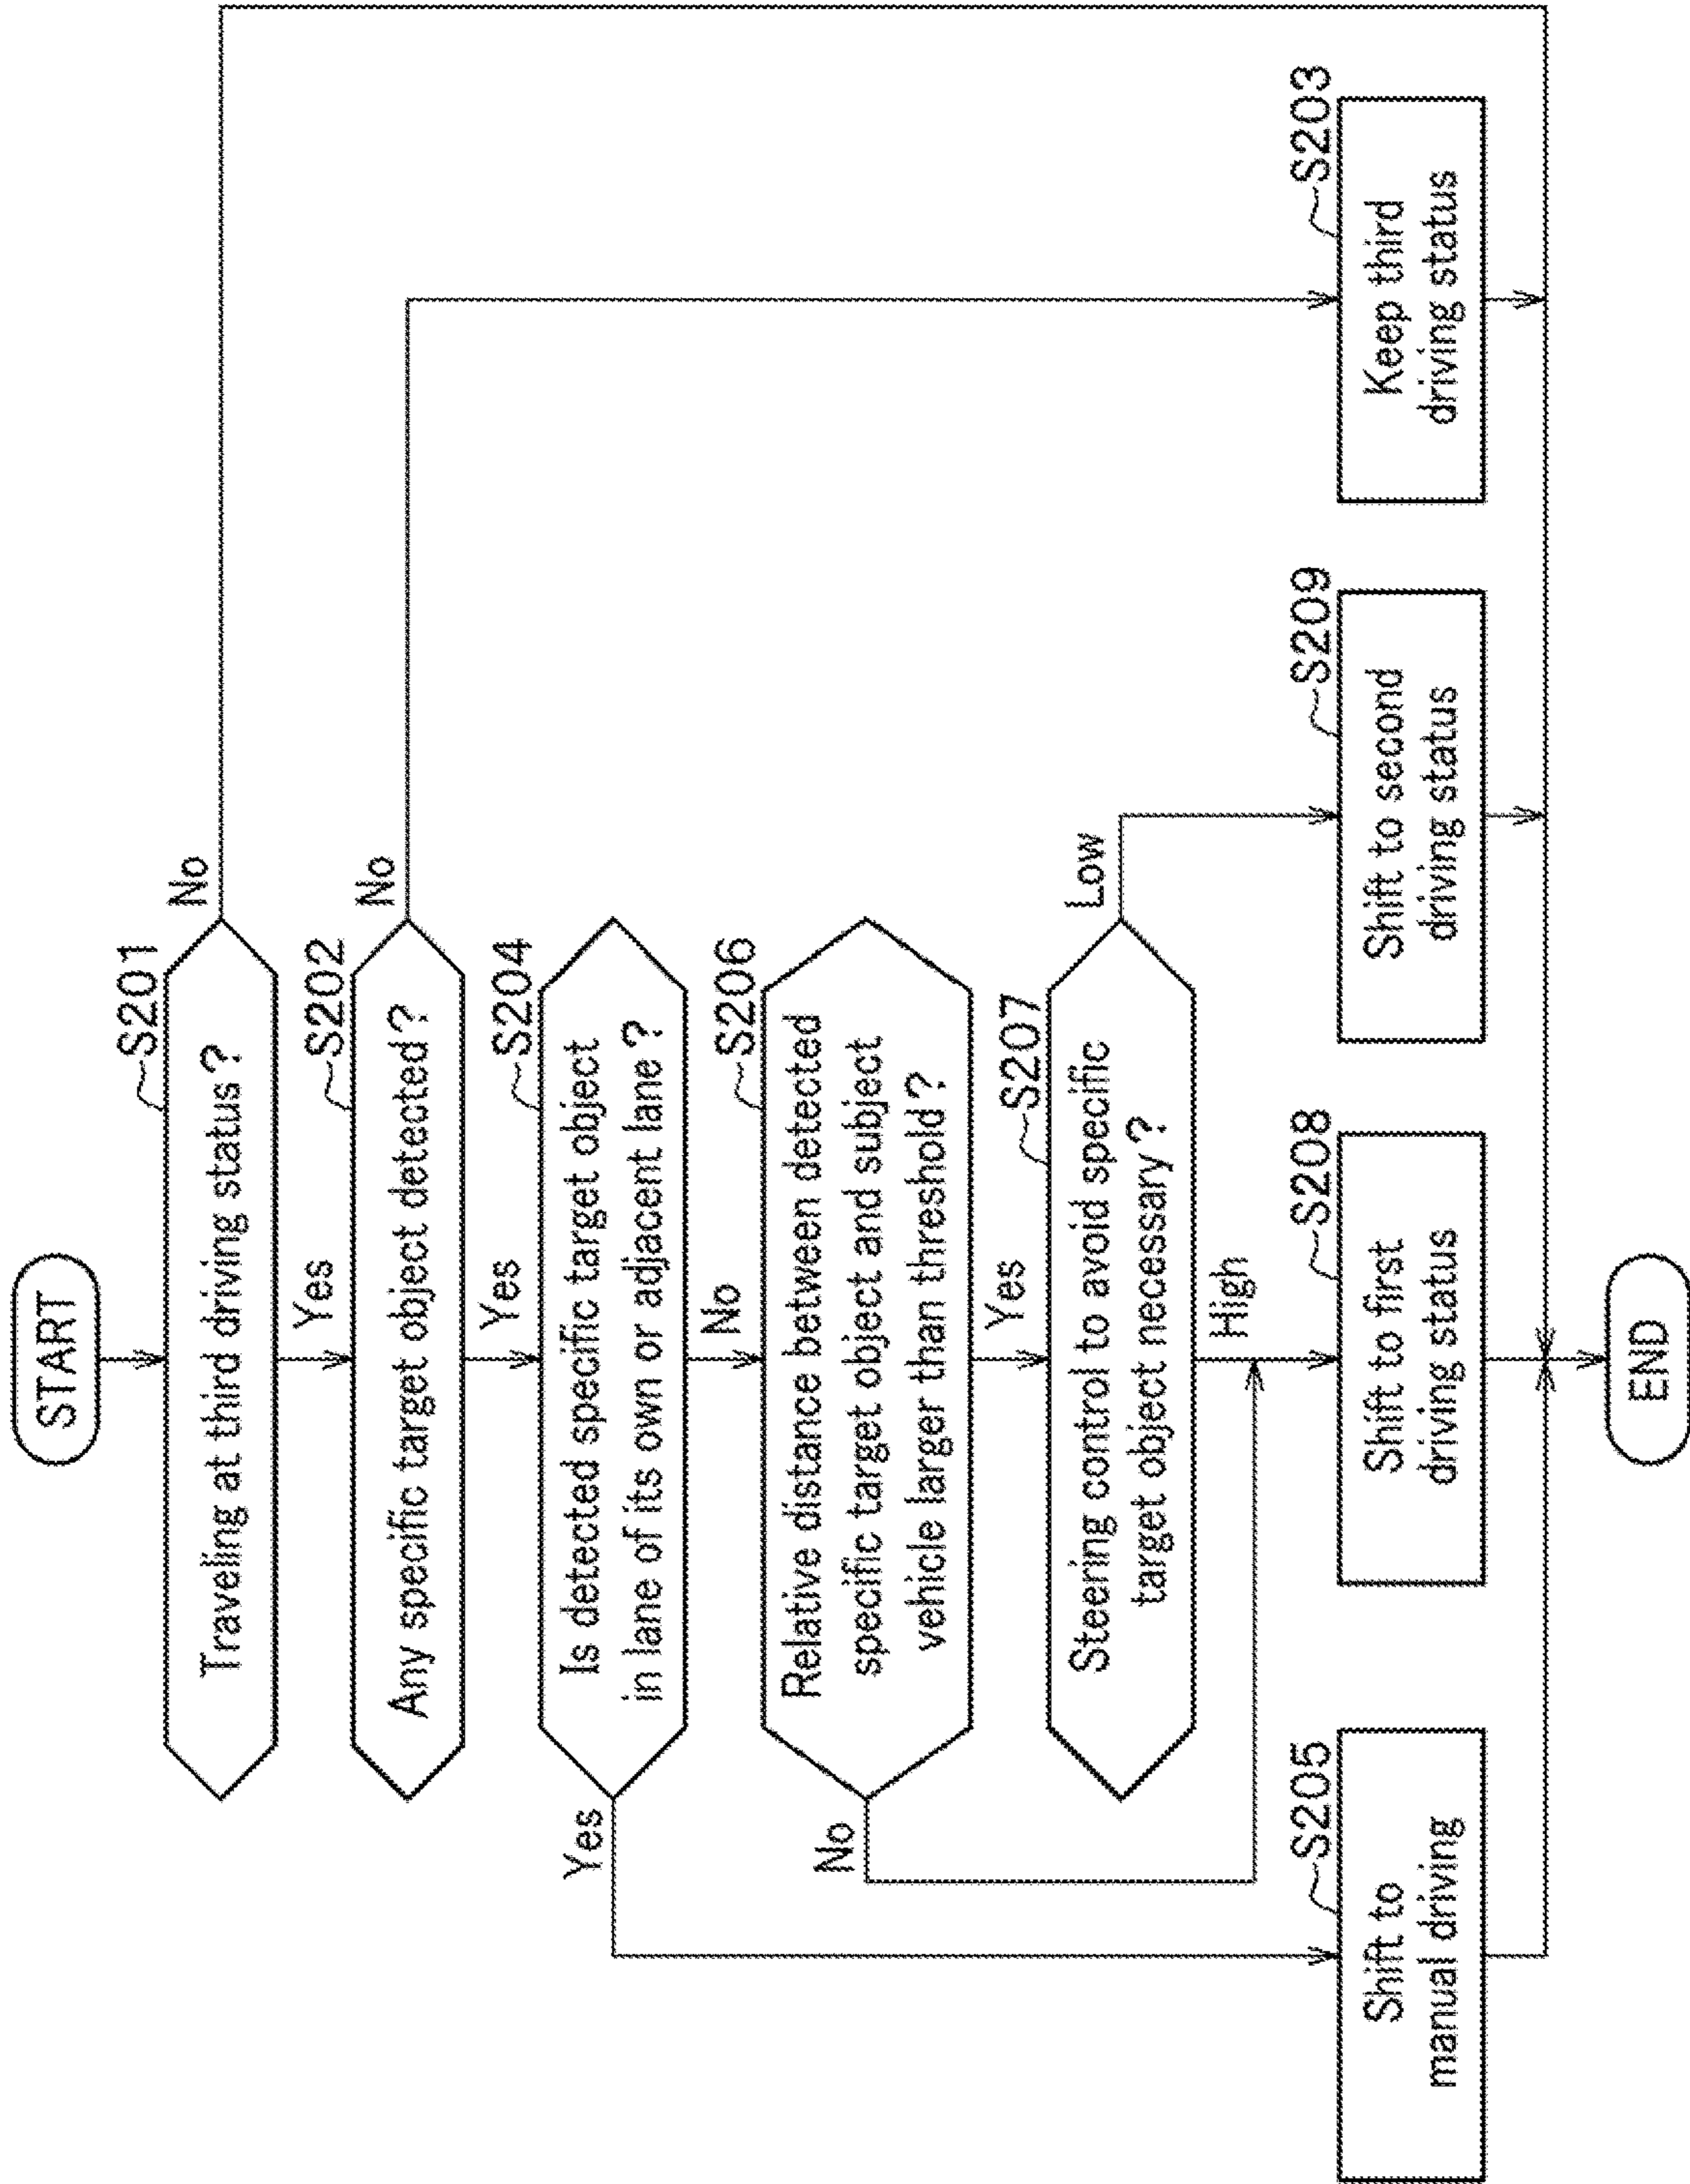 START
S201
Traveling at third driving status?
No
Yes
S202
Any specific target object detected?
No
Yes
S204
Is detected specific target object
in lane of its own or adjacent lane?
Yes
No
S206
Relative distance between detected
specific target object and subject
vehicle larger than threshold?
No
Yes
S207
Steering control to avoid specific
target object necessary?
Low
High
S205
Shift to
manual driving
S208
Shift to first
driving status
S209
Shift to second
driving status
S203
Keep third
driving status
END